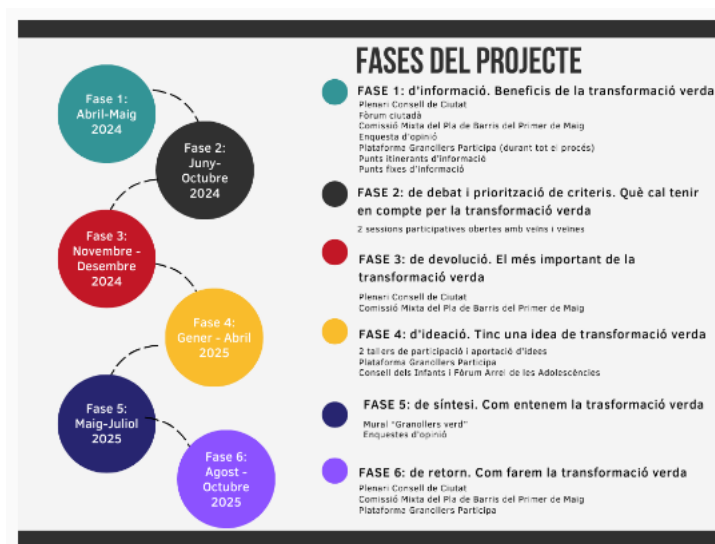 FASES DEL PROJECTE
Fase 1:
Abril-Maig
2024
Fase 2:
Juny-
Octubre
2024
Fase 3:
Novembre -
Desembre
2024
Fase 4:
Gener - Abril
2025
Fase 5:
Maig-Juliol
2025
Fase 6:
Agost -
Octubre
2025
FASE 1: d'informació. Beneficis de la transformació verda
Plenari Consell de Ciutat
Fòrum ciutadà
Comissió Mixta del Pla de Barris del Primer de Maig
Enquesta d'opinió
Plataforma Granollers Participa (durant tot el procés)
Punts itinerants d'informació
Punts fixes d'informació
FASE 2: de debat i priorització de criteris. Què cal tenir
en compte per la transformació verda
2 sessions participatives obertes amb veïns i veïnes
FASE 3: de devolució. El més important de la
transformació verda
Plenari Consell de Ciutat
Comissió Mixta del Pla de Barris del Primer de Maig
FASE 4: d'ideació. Tinc una idea de transformació verda
2 tallers de participació i aportació d'idees
Plataforma Granollers Participa
Consell dels Infants i Fòrum Arrel de les Adolescències
FASE 5: de síntesi. Com entenem la trasformació verda
Mural "Granollers verd"
Enquestes d'opinió
FASE 6: de retorn. Com farem la transformació verda
Plenari Consell de Ciutat
Comissió Mixta del Pla de Barris del Primer de Maig
Plataforma Granollers Participa